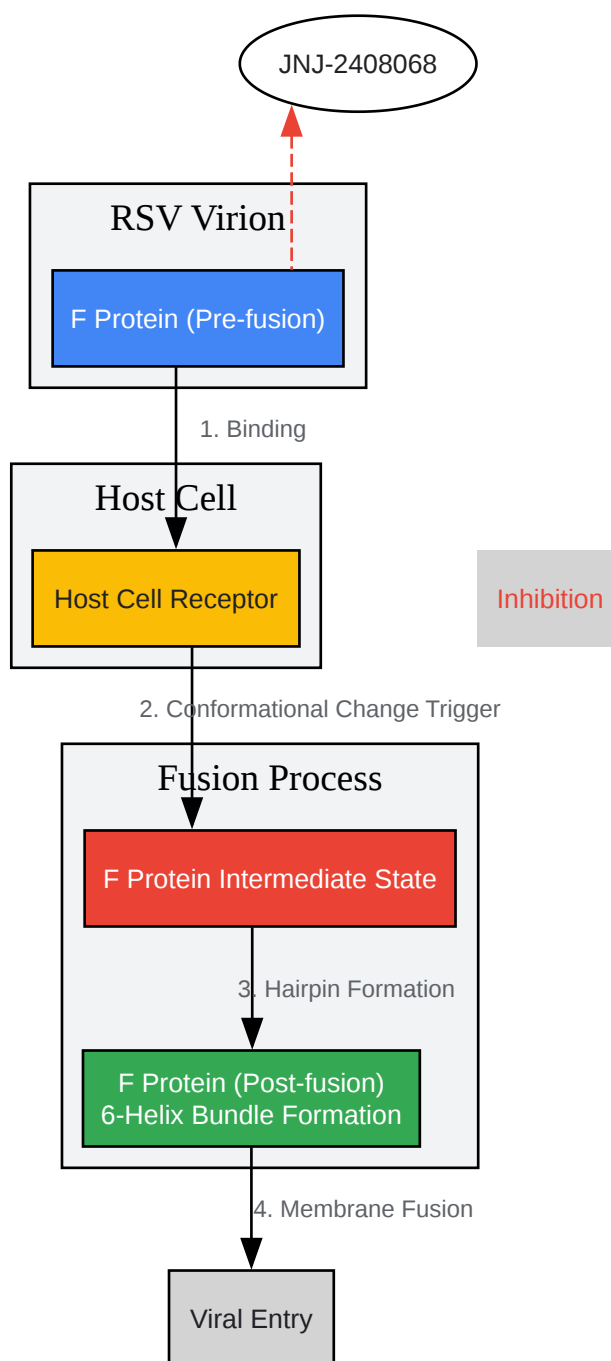 JNJ-2408068
RSV Virion
F Protein (Pre-fusion)
1. Binding
Host Cell
Host Cell Receptor
Inhibition
2. Conformational Change Trigger
Fusion Process
F Protein Intermediate State
3. Hairpin Formation
F Protein (Post-fusion)
6-Helix Bundle Formation
4. Membrane Fusion
Viral Entry